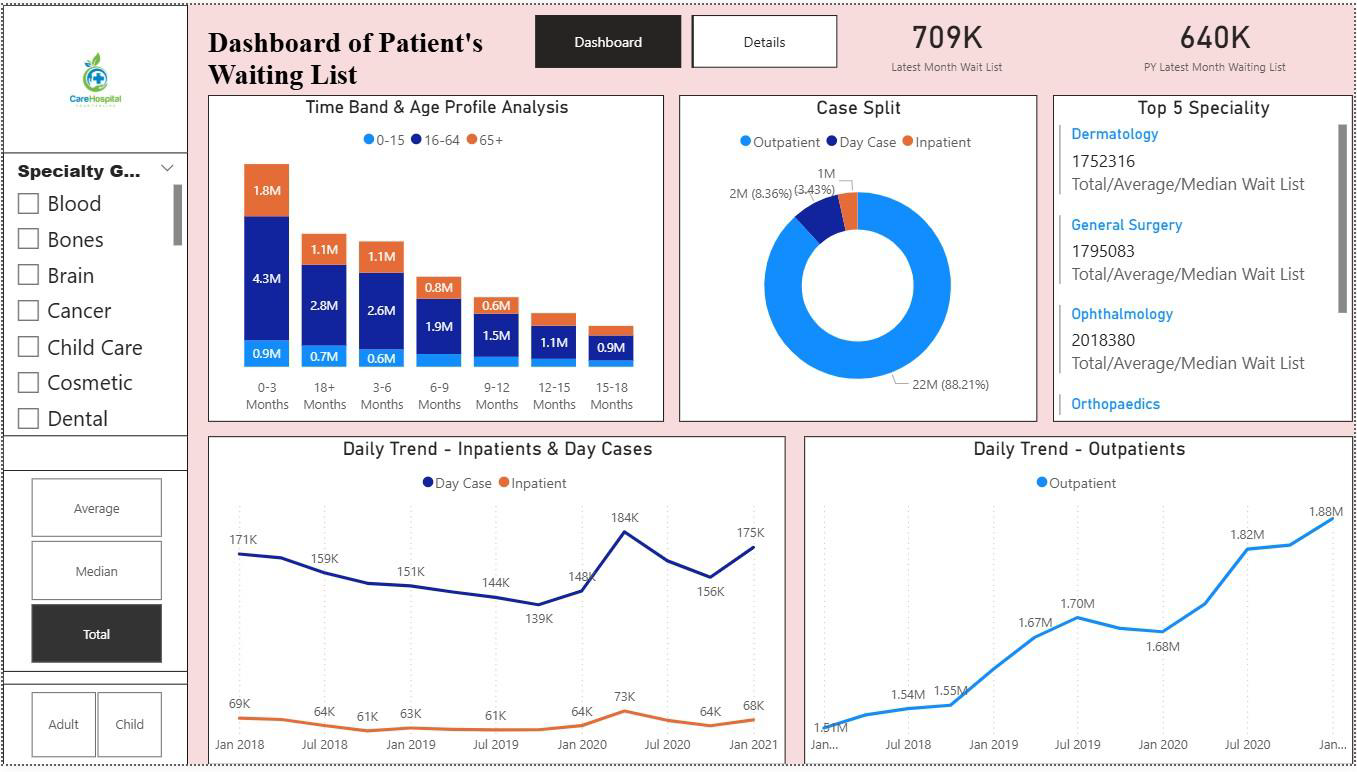 CareHospital
Specialty G...
Blood
Bones
Brain
Cancer
Child Care
Cosmetic
Dental
Average
Median
Total
Adult
Child
Dashboard of Patient's
Waiting List
Dashboard
Details
709K
Latest Month Wait List
640K
PY Latest Month Waiting List
Time Band & Age Profile Analysis
0-15 16-64 65+
1.8M
4.3M
0.9M
1.1M
2.8M
0.7M
1.1M
2.6M
0.6M
0.8M
1.9M
0.6M
1.5M
1.1M
0.9M
0-3
Months
18+
Months
3-6
Months
6-9
Months
9-12
Months
12-15
Months
15-18
Months
Case Split
Outpatient Day Case Inpatient
1M
(3.43%)
2M (8.36%)
22M (88.21%)
Top 5 Speciality
Dermatology
1752316
Total/Average/Median Wait List
General Surgery
1795083
Total/Average/Median Wait List
Ophthalmology
2018380
Total/Average/Median Wait List
Orthopaedics
Daily Trend - Inpatients & Day Cases
Day Case Inpatient
171K
159K
151K
144K
139K
148K
184K
156K
175K
69K
64K
61K
63K
61K
64K
73K
64K
68K
Jan 2018 Jul 2018 Jan 2019 Jul 2019 Jan 2020 Jul 2020 Jan 2021
Daily Trend - Outpatients
Outpatient
1.51M
1.54M
1.55M
1.67M
1.70M
1.68M
1.82M
1.88M
Jan... Jul 2018 Jan 2019 Jul 2019 Jan 2020 Jul 2020 Jan...